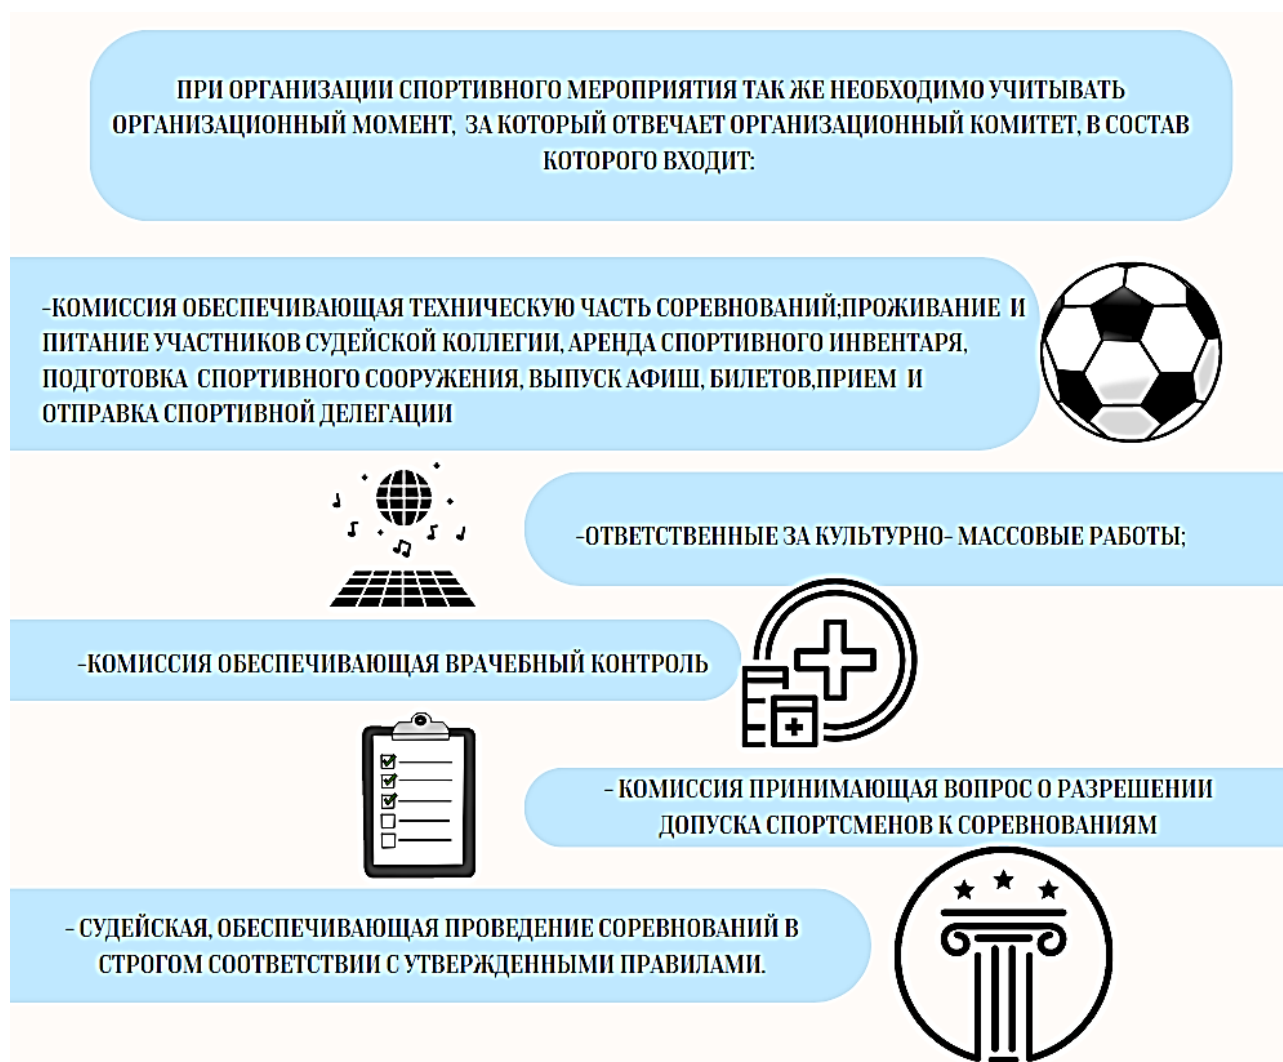 ПРИ ОРГАНИЗАЦИИ СПОРТИВНОГО МЕРОПРИЯТИЯ ТАК ЖЕ НЕОБХОДИМО УЧИТЫВАТЬ
ОРГАНИЗАЦИОННЫЙ МОМЕНТ, ЗА КОТОРЫЙ ОТВЕЧАЕТ ОРГАНИЗАЦИОННЫЙ КОМИТЕТ, В СОСТАВ
КОТОРОГО ВХОДИТ:
-КОМИССИЯ ОБЕСПЕЧИВАЮЩАЯ ТЕХНИЧЕСКУЮ ЧАСТЬ СОРЕВНОВАНИЙ;ПРОЖИВАНИЕ И
ПИТАНИЕ УЧАСТНИКОВ СУДЕЙСКОЙ КОЛЛЕГИИ, АРЕНДА СПОРТИВНОГО ИНВЕНТАРЯ,
ПОДГОТОВКА СПОРТИВНОГО СООРУЖЕНИЯ, ВЫПУСК АФИШ, БИЛЕТОВ,ПРИЕМ И
ОТПРАВКА СПОРТИВНОЙ ДЕЛЕГАЦИИ
-ОТВЕТСТВЕННЫЕ ЗА КУЛЬТУРНО- МАССОВЫЕ РАБОТЫ;
-КОМИССИЯ ОБЕСПЕЧИВАЮЩАЯ ВРАЧЕБНЫЙ КОНТРОЛЬ
- КОМИССИЯ ПРИНИМАЮЩАЯ ВОПРОС О РАЗРЕШЕНИИ
ДОПУСКА СПОРТСМЕНОВ К СОРЕВНОВАНИЯМ
- СУДЕЙСКАЯ, ОБЕСПЕЧИВАЮЩАЯ ПРОВЕДЕНИЕ СОРЕВНОВАНИЙ В
СТРОГОМ СООТВЕТСТВИИ С УТВЕРЖДЕННЫМИ ПРАВИЛАМИ.